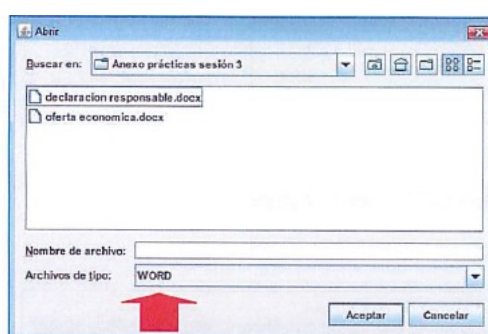 Abrir
Buscar en: Anexo prácticas sesión 3
declaracion responsable.docx
oferta economica.docx
Nombre de archivo:
Archivos de tipo: WORD
Aceptar Cancelar